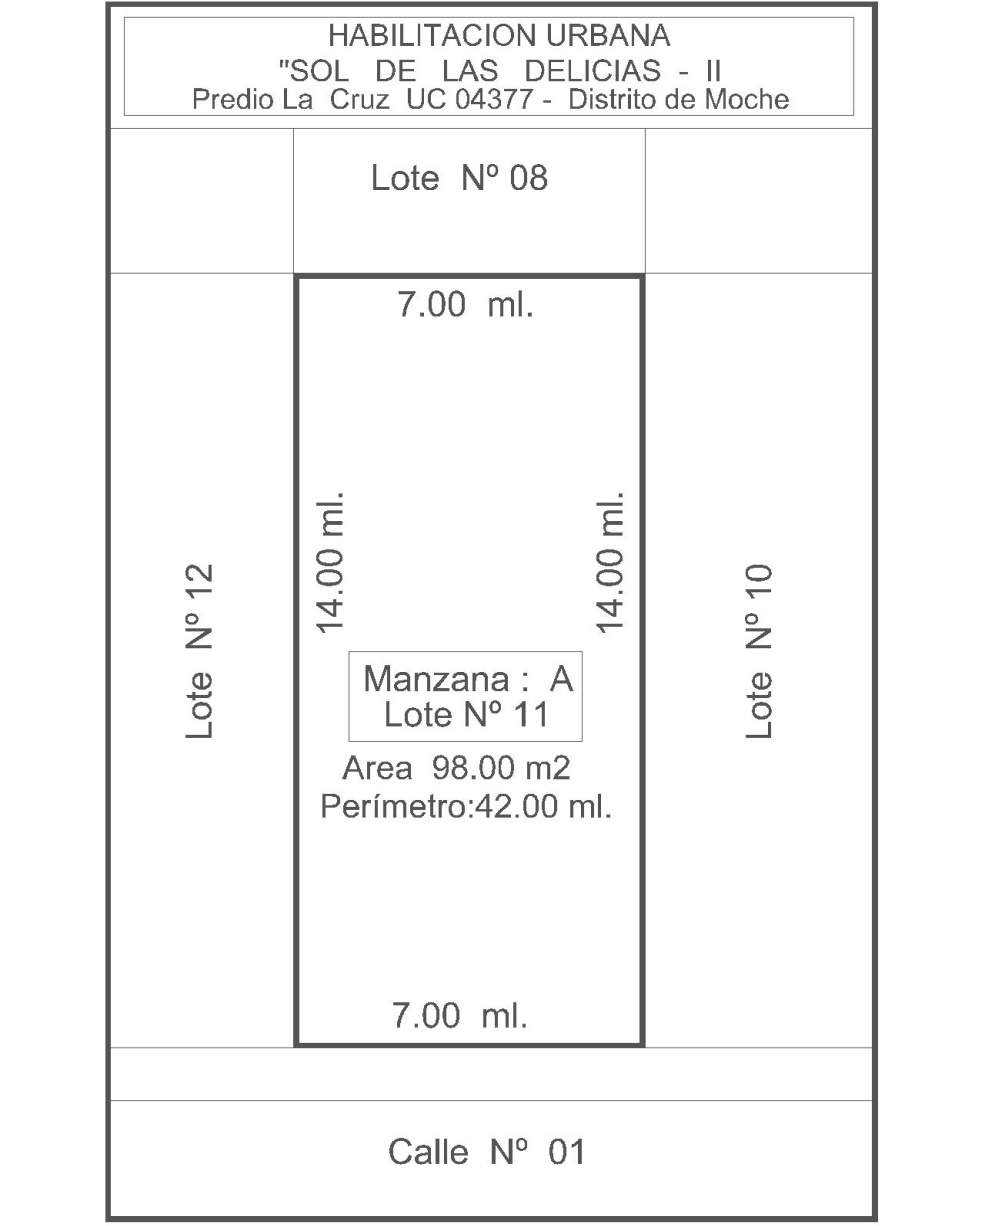 HABILITACION URBANA
"SOL DE LAS DELICIAS - II
Predio La Cruz UC 04377 - Distrito de Moche
Lote Nº 08
7.00 ml.
14.00 ml.
14.00 ml.
Lote Nº 12
Lote Nº 10
Manzana : A
Lote Nº 11
Area 98.00 m2
Perímetro:42.00 ml.
7.00 ml.
Calle Nº 01